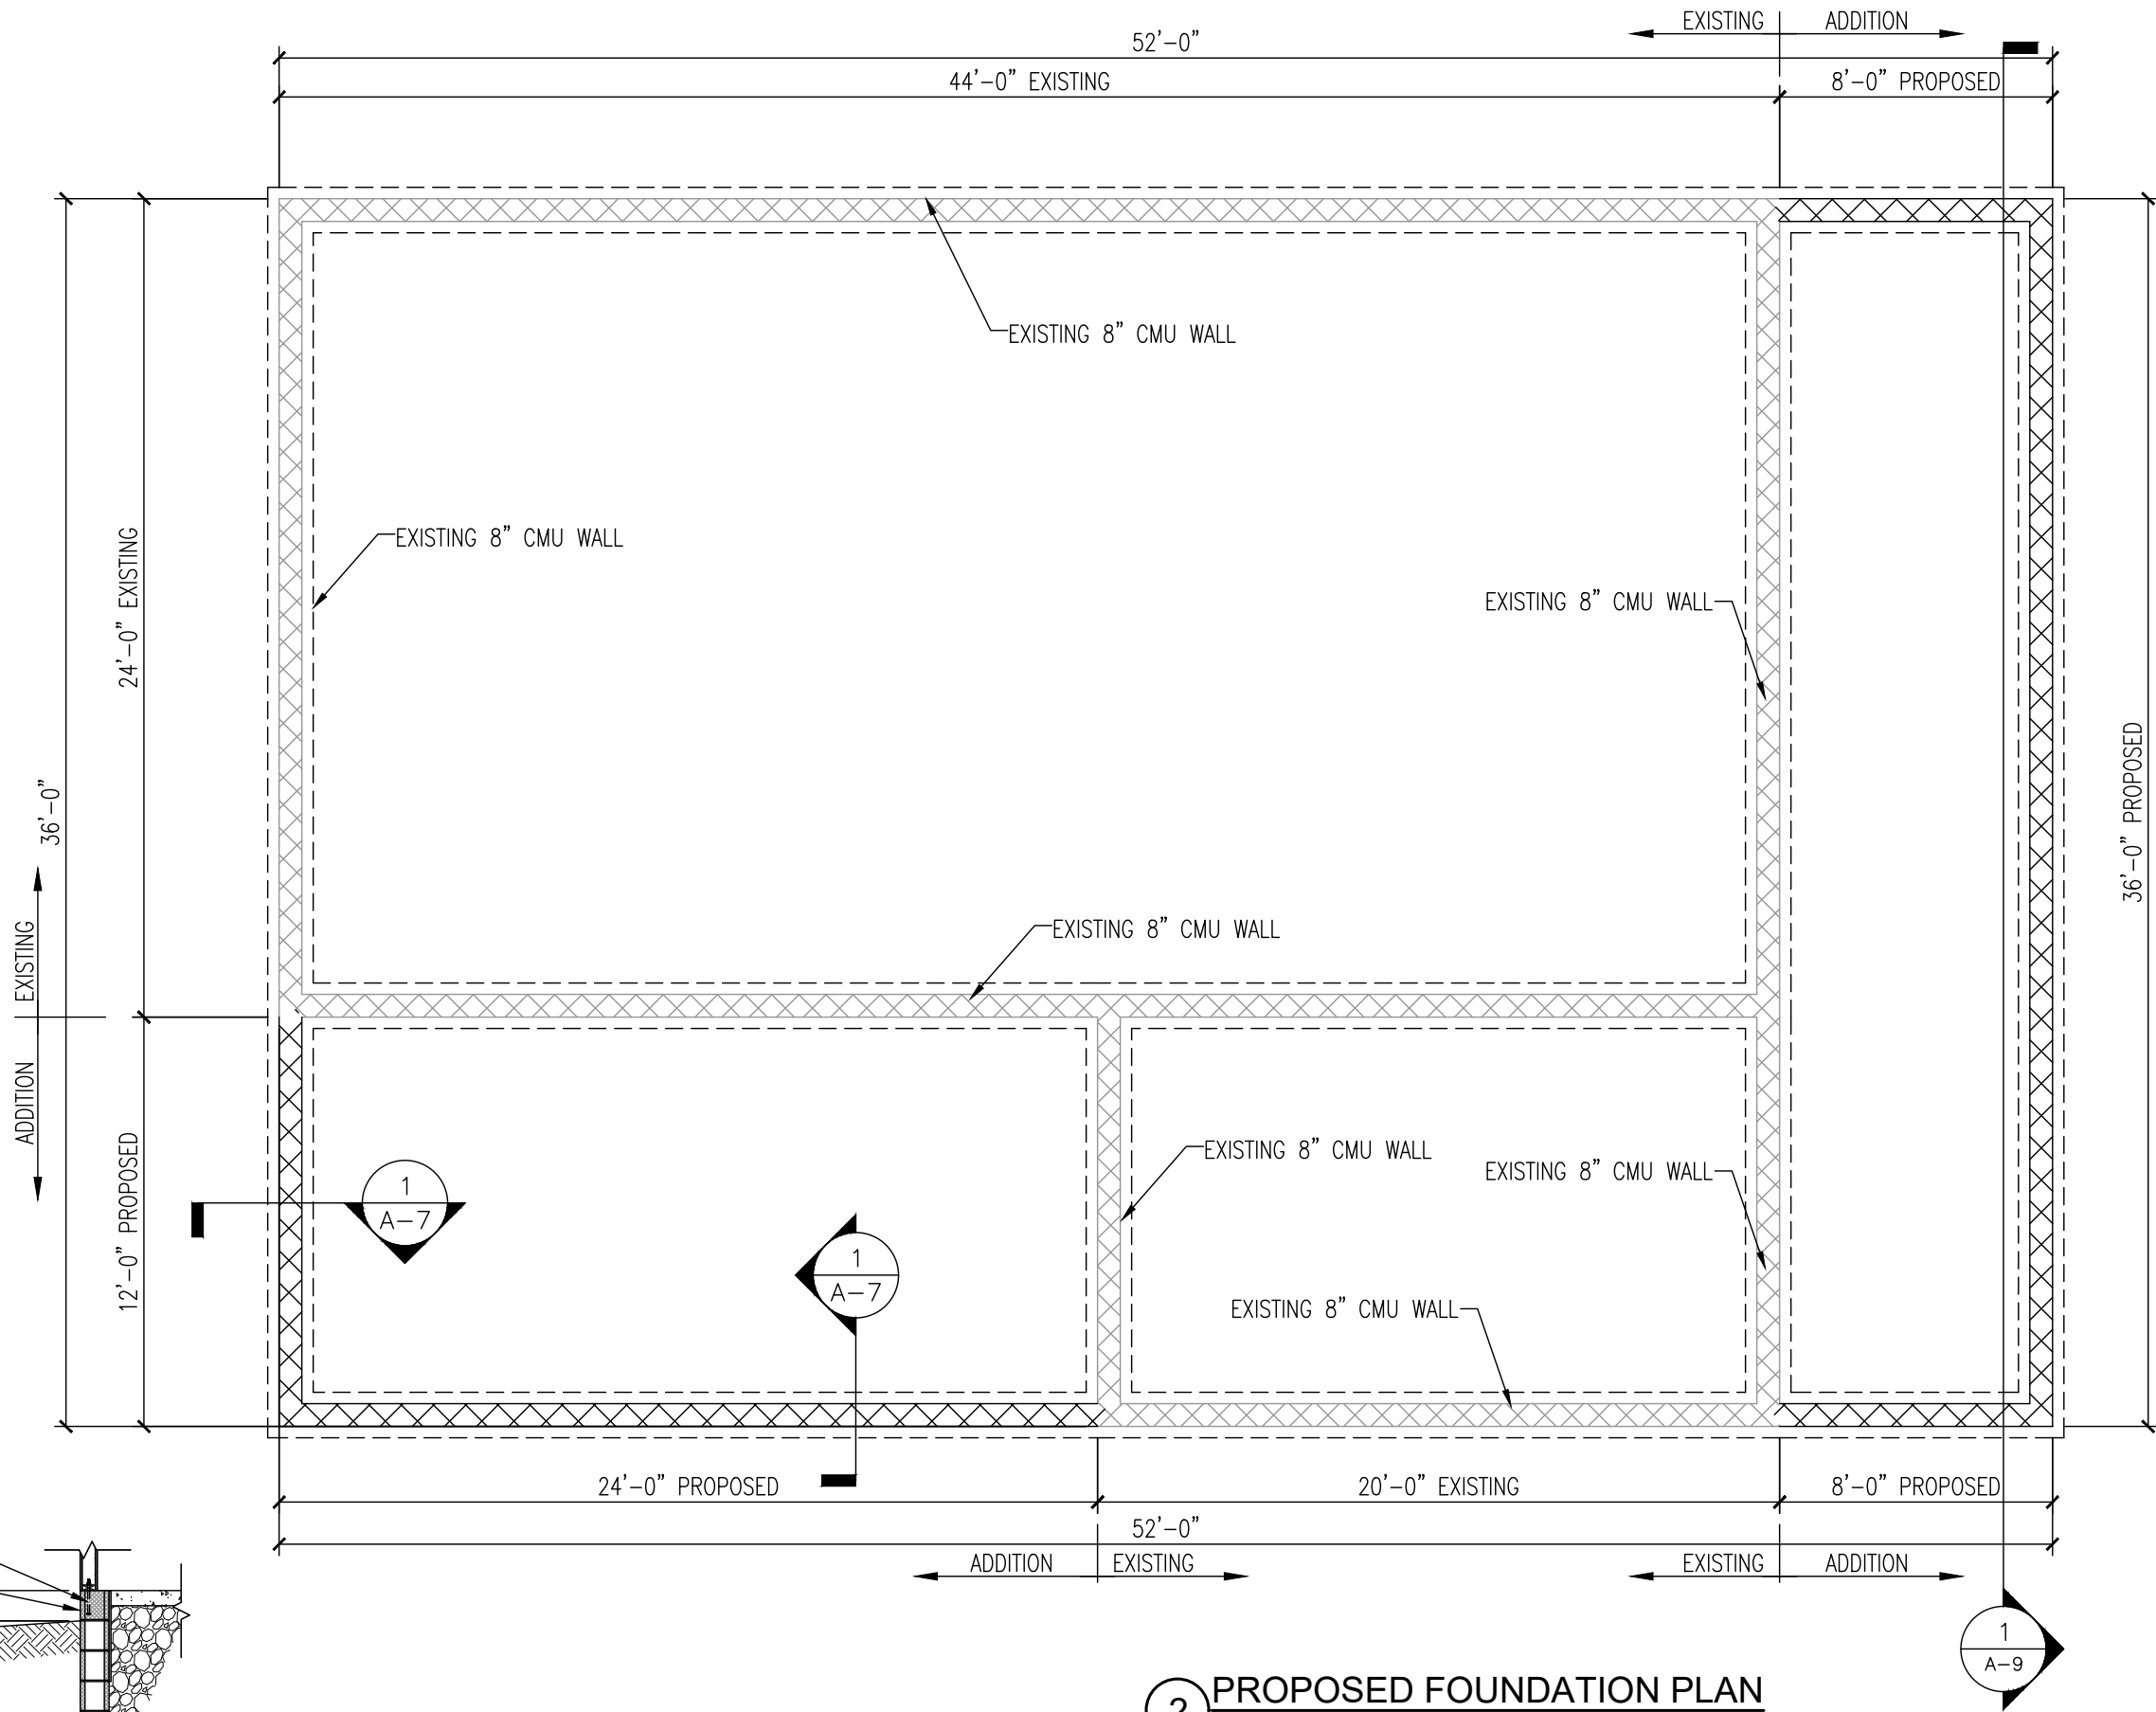 EXISTING ADDITION
52'-0"
44'-0" EXISTING 8'-0" PROPOSED
EXISTING 8" CMU WALL
EXISTING 8" CMU WALL
24'-0" EXISTING
EXISTING 8" CMU WALL
36'-0"
36'-0" PROPOSED
EXISTING 8" CMU WALL
EXISTING
ADDITION
12'-0" PROPOSED
EXISTING 8" CMU WALL
EXISTING 8" CMU WALL
1
A-7
1
A-7
EXISTING 8" CMU WALL
24'-0" PROPOSED 20'-0" EXISTING 8'-0" PROPOSED
52'-0"
ADDITION EXISTING EXISTING ADDITION
1
A-9
2 PROPOSED FOUNDATION PLAN